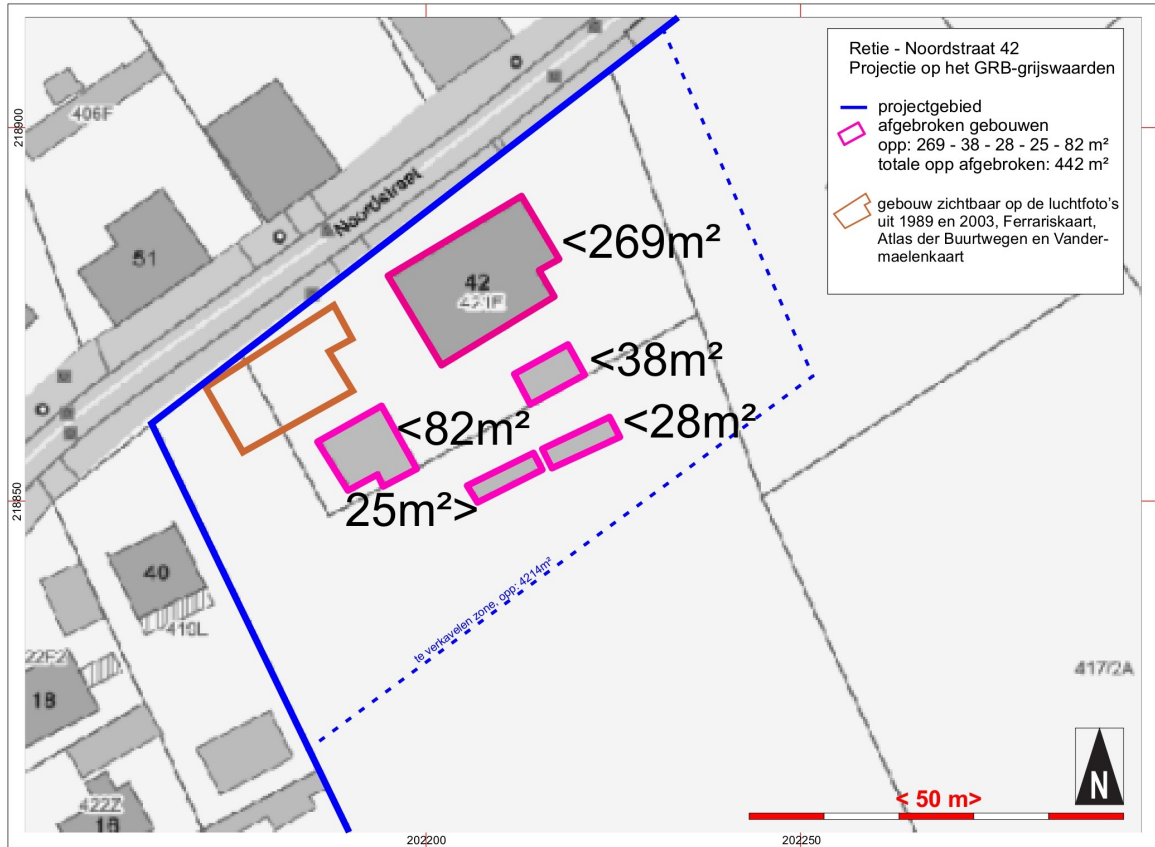 Retie - Noordstraat 42
Projectie op het GRB-grijswaarden
projectgebied
afgebroken gebouwen
opp: 269 - 38 - 28 - 25 - 82 m²
totale opp afgebroken: 442 m²
gebouw zichtbaar op de luchtfoto's
uit 1989 en 2003, Ferrariskaart,
Atlas der Buurtwegen en Vander-
maelenkaart
406F
218900
Noordstraat
51
<269m²
42
421F
<38m²
<82m²
<28m²
25m²>
218850
40
419L
te verkavelen zone, opp: 4214m²
22F2
18
417/2A
N
422Z
< 50 m>
202200
202250